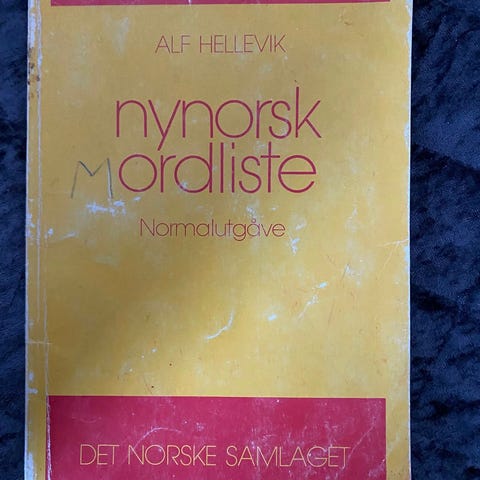 ALF HELLEVIK
nynorsk
Mordliste
Normalutgåve
DET NORSKE SAMLAGET